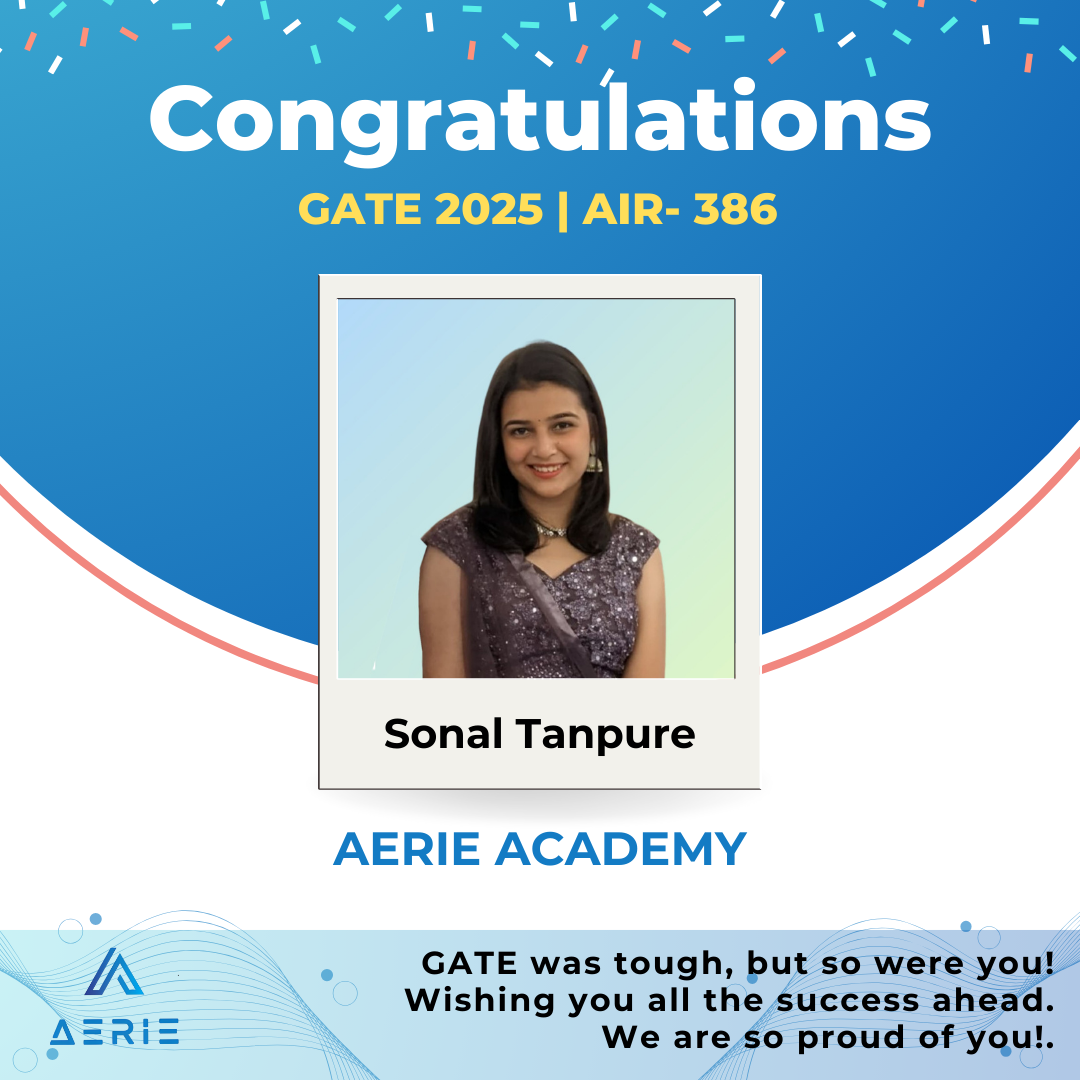 Congratulations
GATE 2025 | AIR- 386
Sonal Tanpure
AERIE ACADEMY
GATE was tough, but so were you!
Wishing you all the success ahead.
We are so proud of you!.
AERiE